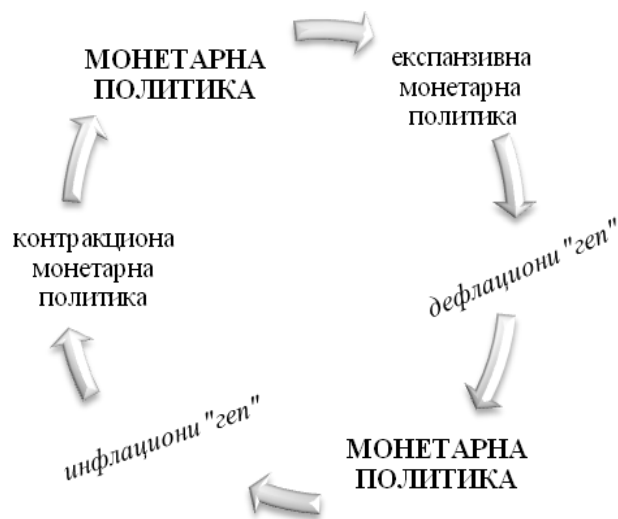 МОНЕТАРНА
ПОЛИТИКА
експанзивна
монетарна
политика
дефлациони "геп"
МОНЕТАРНА
ПОЛИТИКА
инфлациони "геп"
контракциона
монетарна
политика